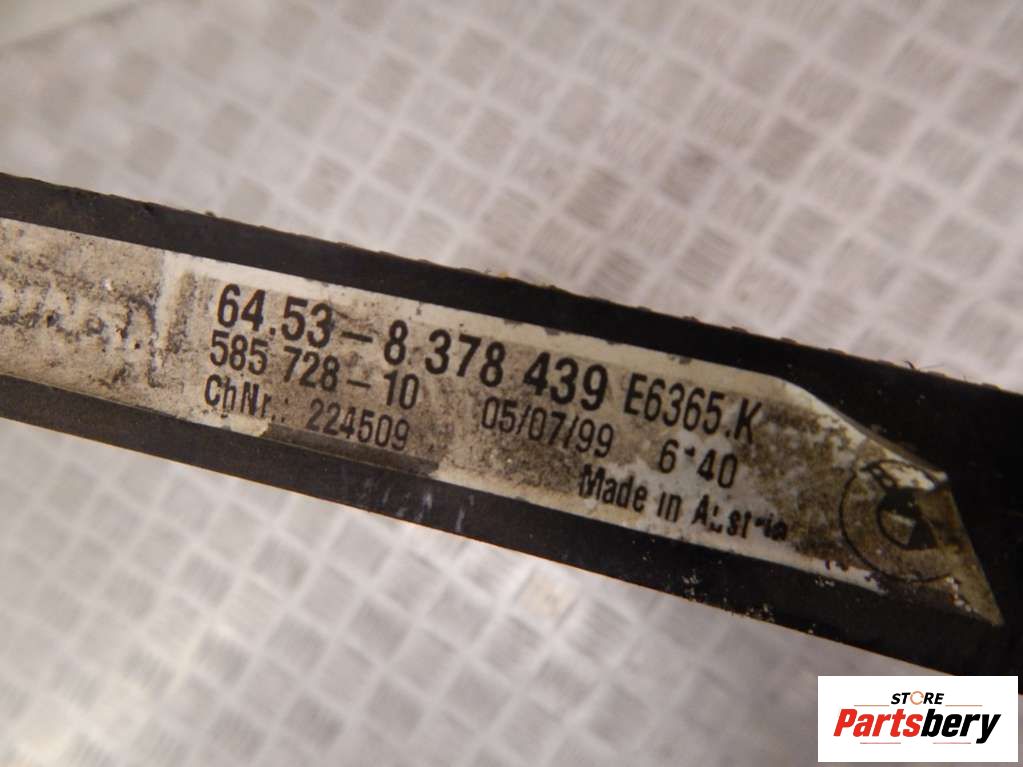 64.53-8 378 439 E6365.K
585 728-10 05/07/99 6:40
ChNr.: 224509 Made in Austria
STORE
Partsbery